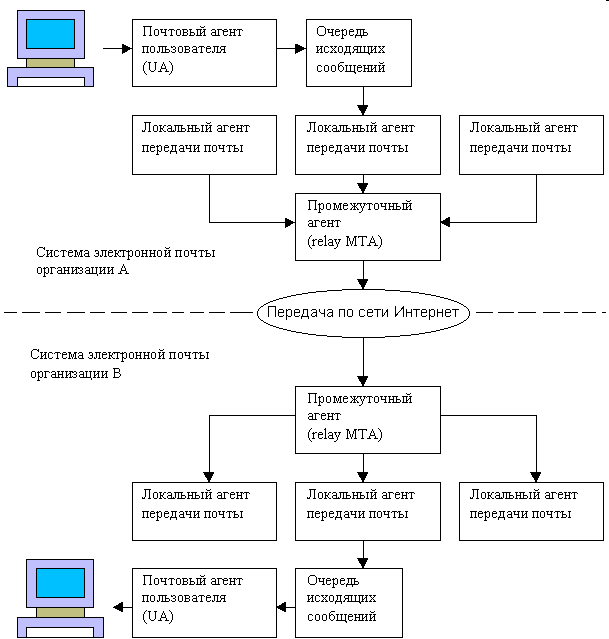 Почтовый агент
пользователя
(UA)
Очередь
исходящих
сообщений
Локальный агент
передачи почты
Локальный агент
передачи почты
Локальный агент
передачи почты
Промежуточный
агент
(relay MTA)
Система электронной почты
организации А
Передача по сети Интернет
Система электронной почты
организации В
Промежуточный
агент
(relay MTA)
Локальный агент
передачи почты
Локальный агент
передачи почты
Локальный агент
передачи почты
Почтовый агент
пользователя
(UA)
Очередь
исходящих
сообщений